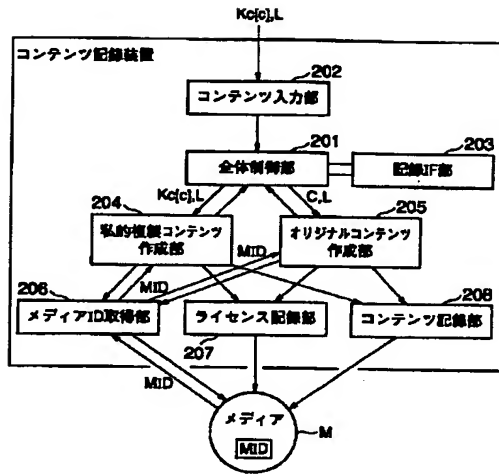 Kc[c],L
コンテンツ記録装置
202
コンテンツ入力部
201
203
全体制御部
記録IF部
204
Kc[c],L
C,L
205
私的複製コンテンツ
作成部
MID
オリジナルコンテンツ
作成部
206
MID
208
メディアID取得部
ライセンス記録部
コンテンツ記録部
207
MID
メディア
M
MID